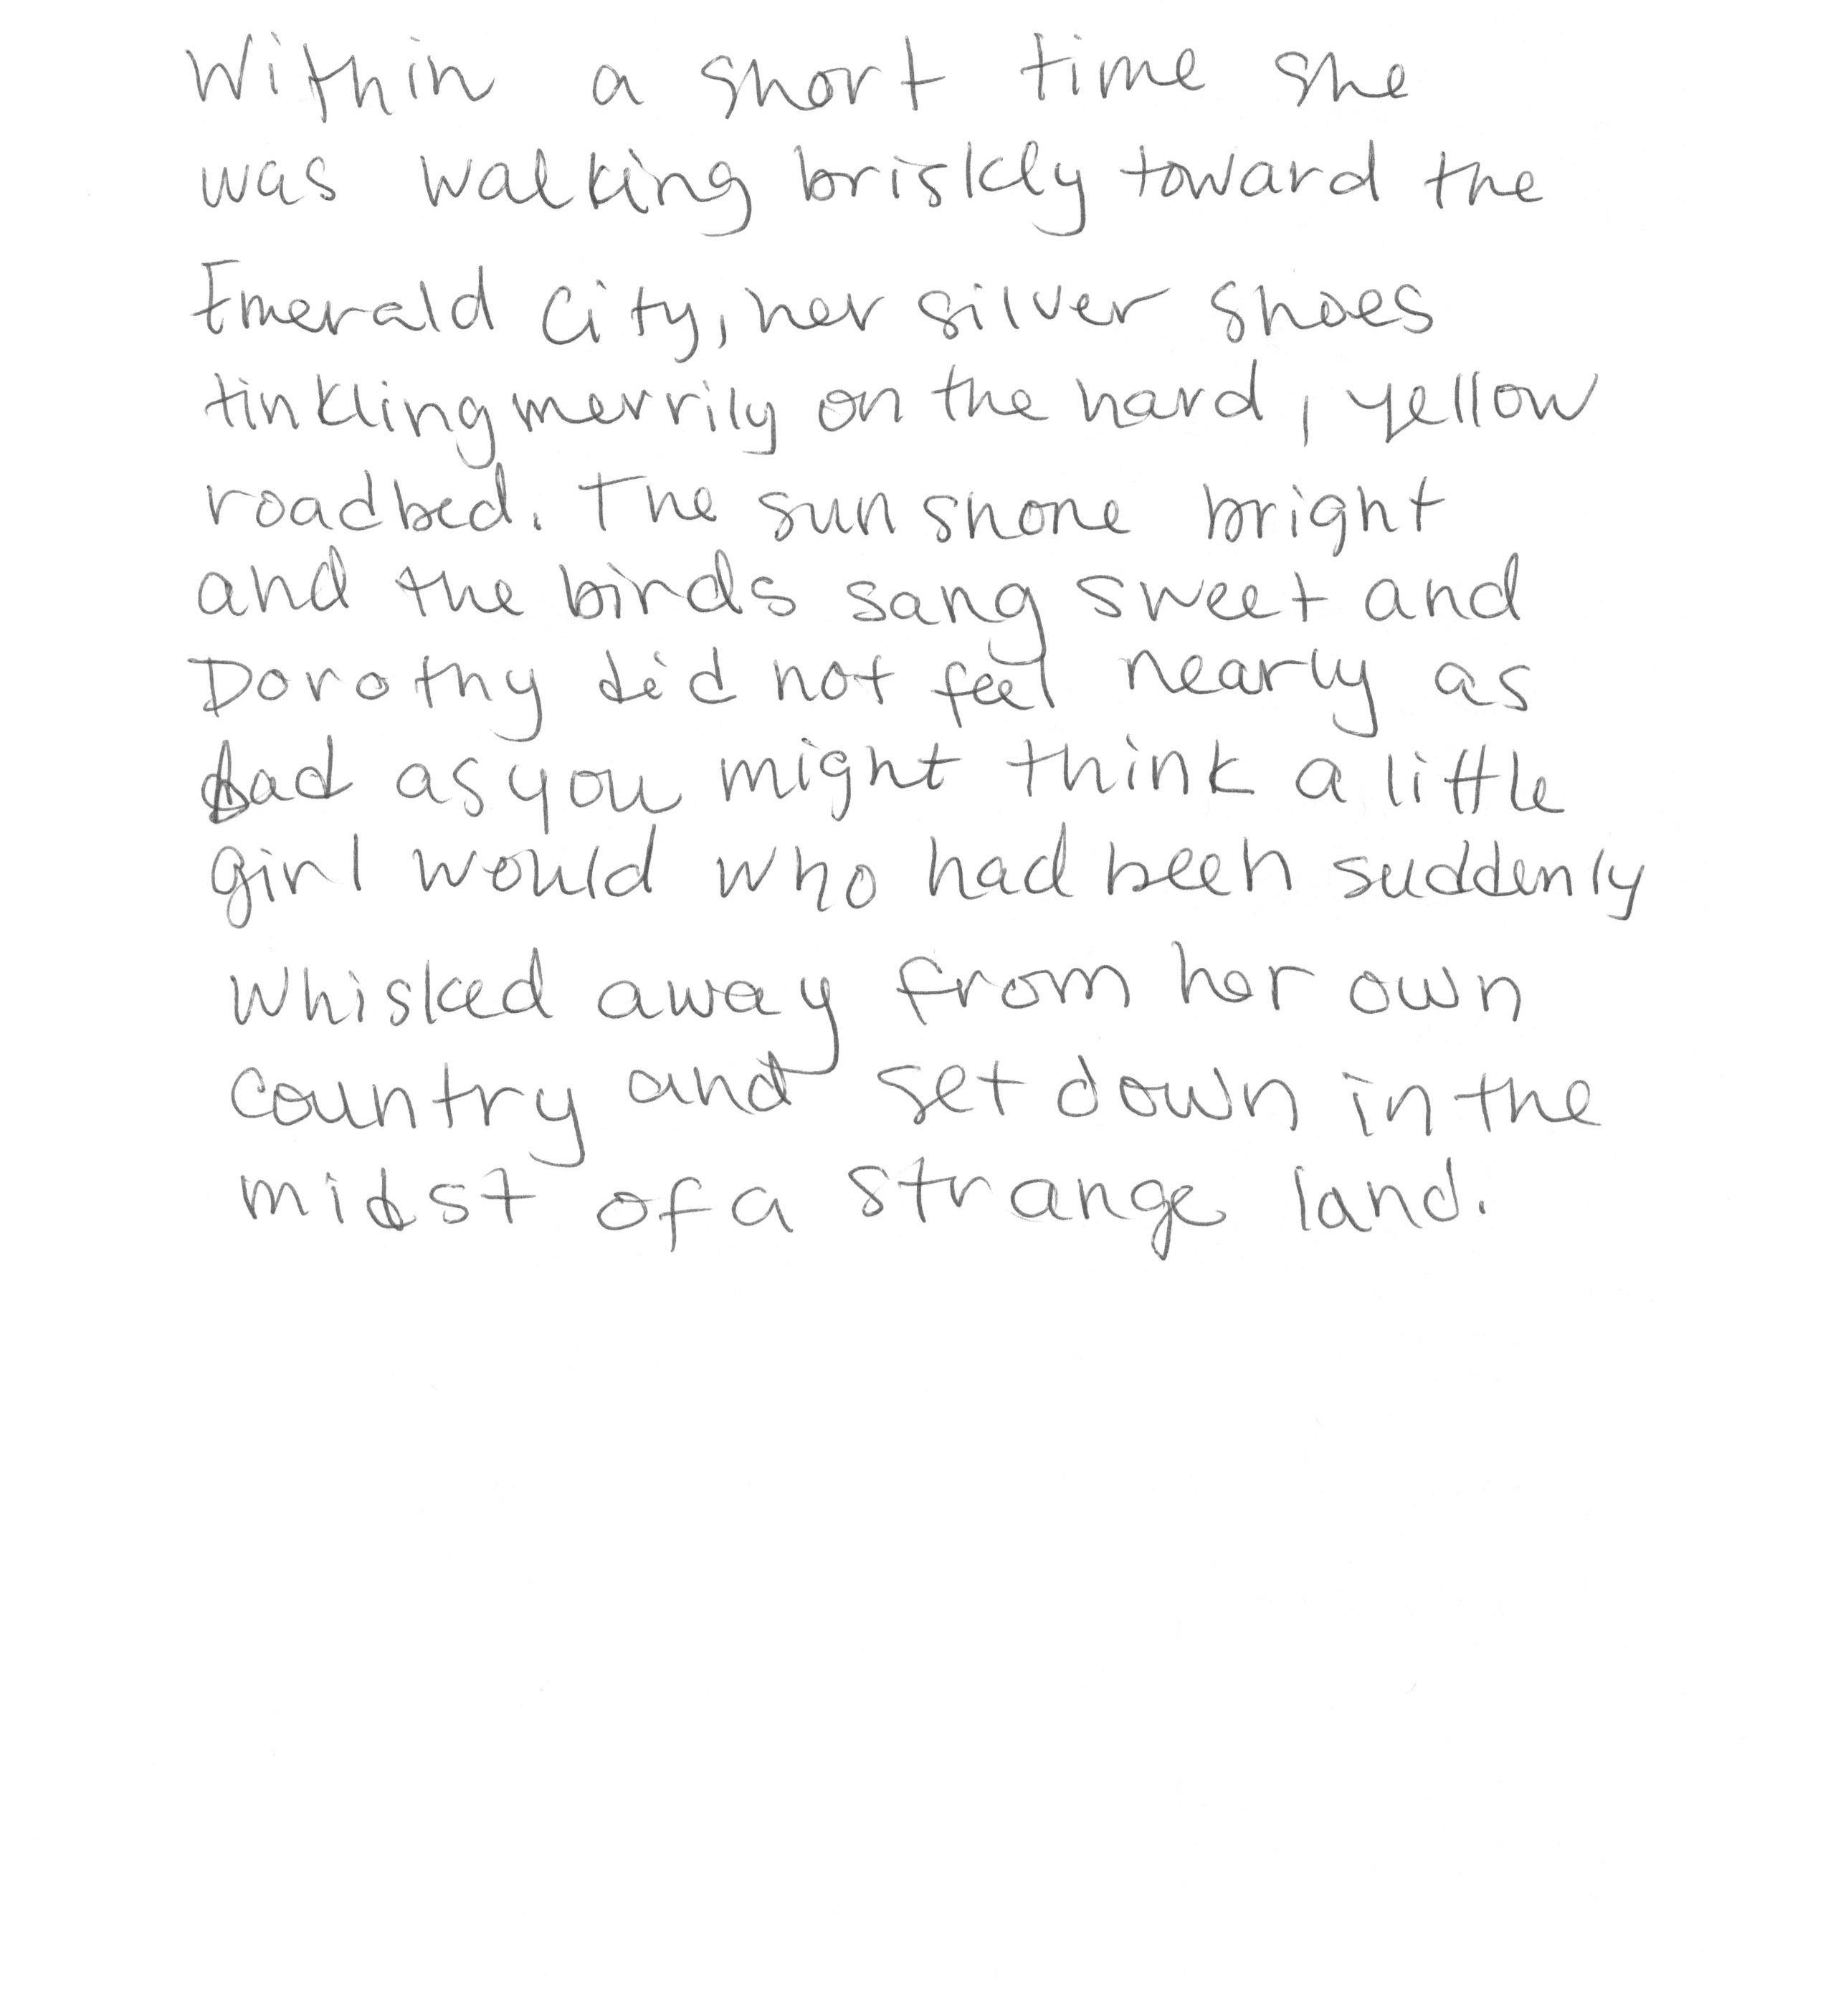 Within a short time she
was walking briskly toward the
Emerald City, her silver shoes
tinkling merrily on the hard, yellow
roadbed. The sun shone bright
and the birds sang sweet and
Dorothy did not feel nearly as
bad as you might think a little
girl would who had been suddenly
whisked away from her own
country and set down in the
midst of a strange land.